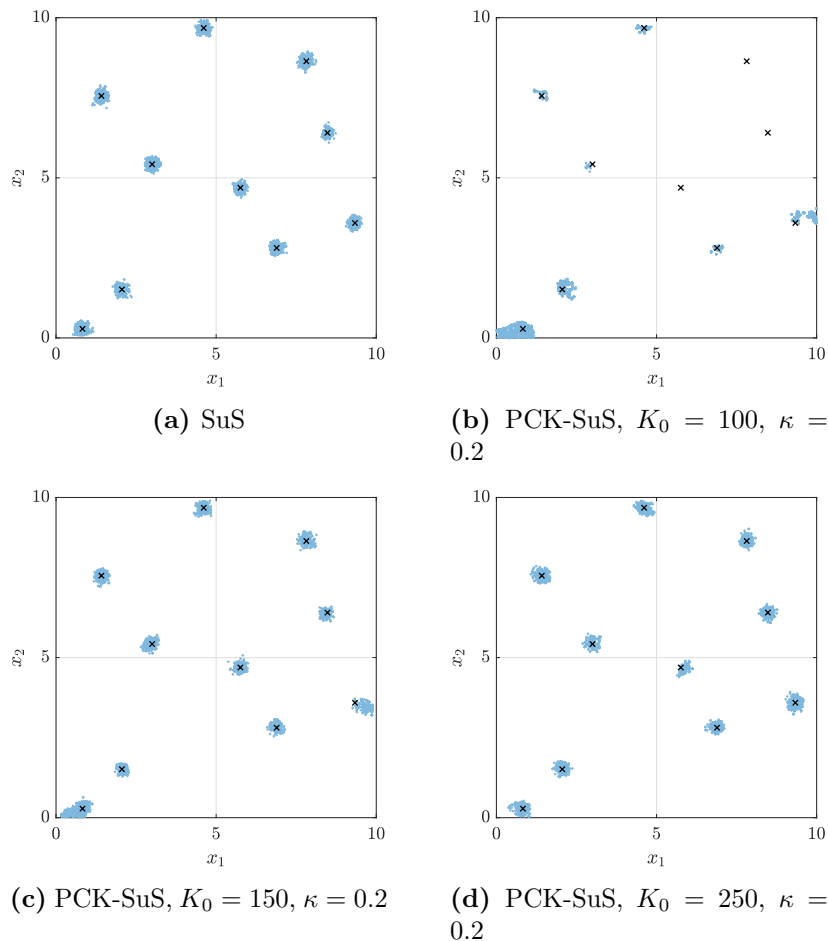 10
x₂
5
0
0 5 10
x₁
(a) SuS
10
x₂
5
0
0 5 10
x₁
(b) PCK-SuS, K₀ = 100, κ =
0.2
10
x₂
5
0
0 5 10
x₁
(c) PCK-SuS, K₀ = 150, κ = 0.2
10
x₂
5
0
0 5 10
x₁
(d) PCK-SuS, K₀ = 250, κ =
0.2